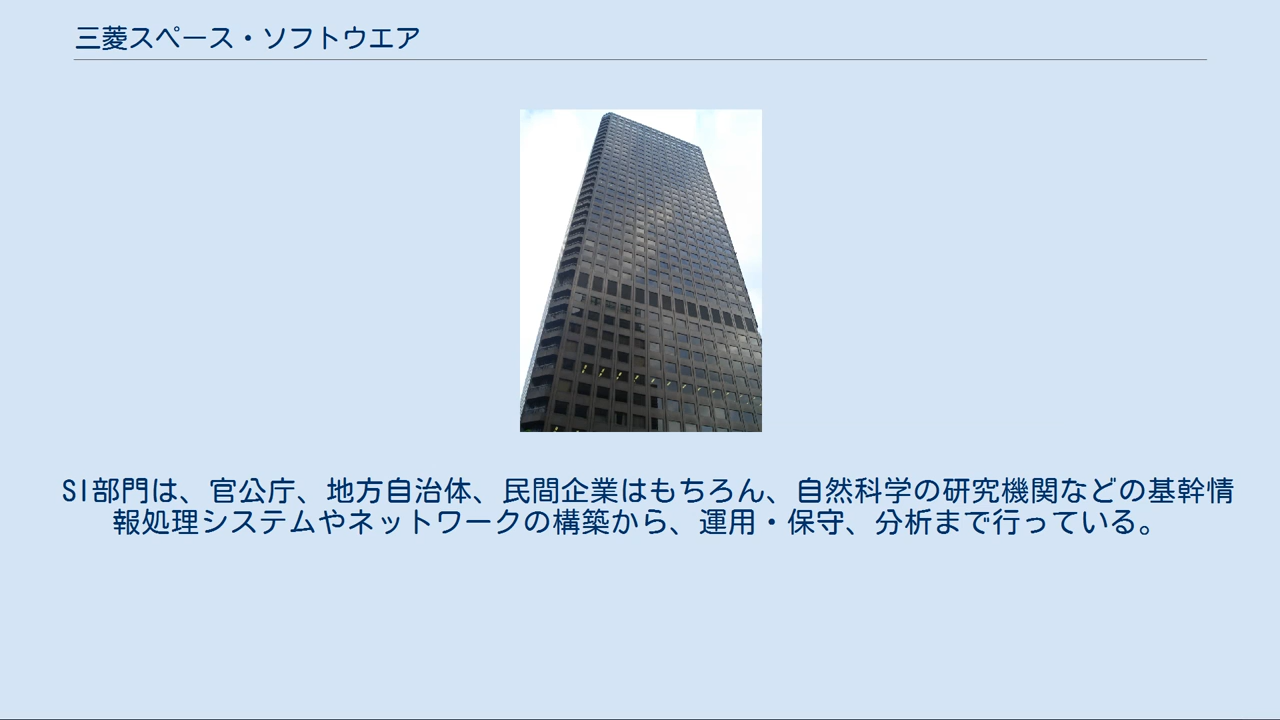 三菱スペース・ソフトウエア
SI部門は、官公庁、地方自治体、民間企業はもちろん、自然科学の研究機関などの基幹情
報処理システムやネットワークの構築から、運用・保守、分析まで行っている。